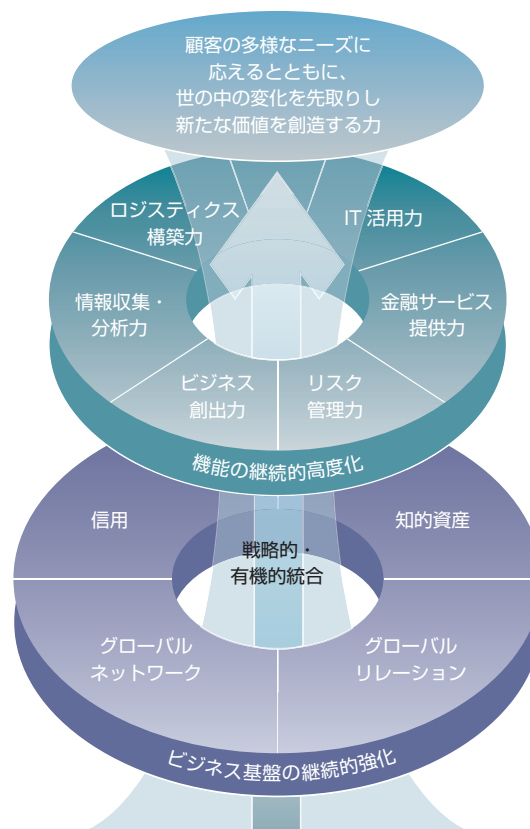 顧客の多様なニーズに
応えるとともに、
世の中の変化を先取りし
新たな価値を創造する力
ロジスティクス
構築力
IT 活用力
情報収集・
分析力
金融サービス
提供力
ビジネス
創出力
リスク
管理力
機能の継続的高度化
信用
知的資産
戦略的・
有機的統合
グローバル
ネットワーク
グローバル
リレーション
ビジネス基盤の継続的強化